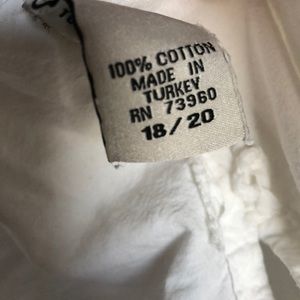 100% COTTON
MADE IN
TURKEY
RN 73960
18/20